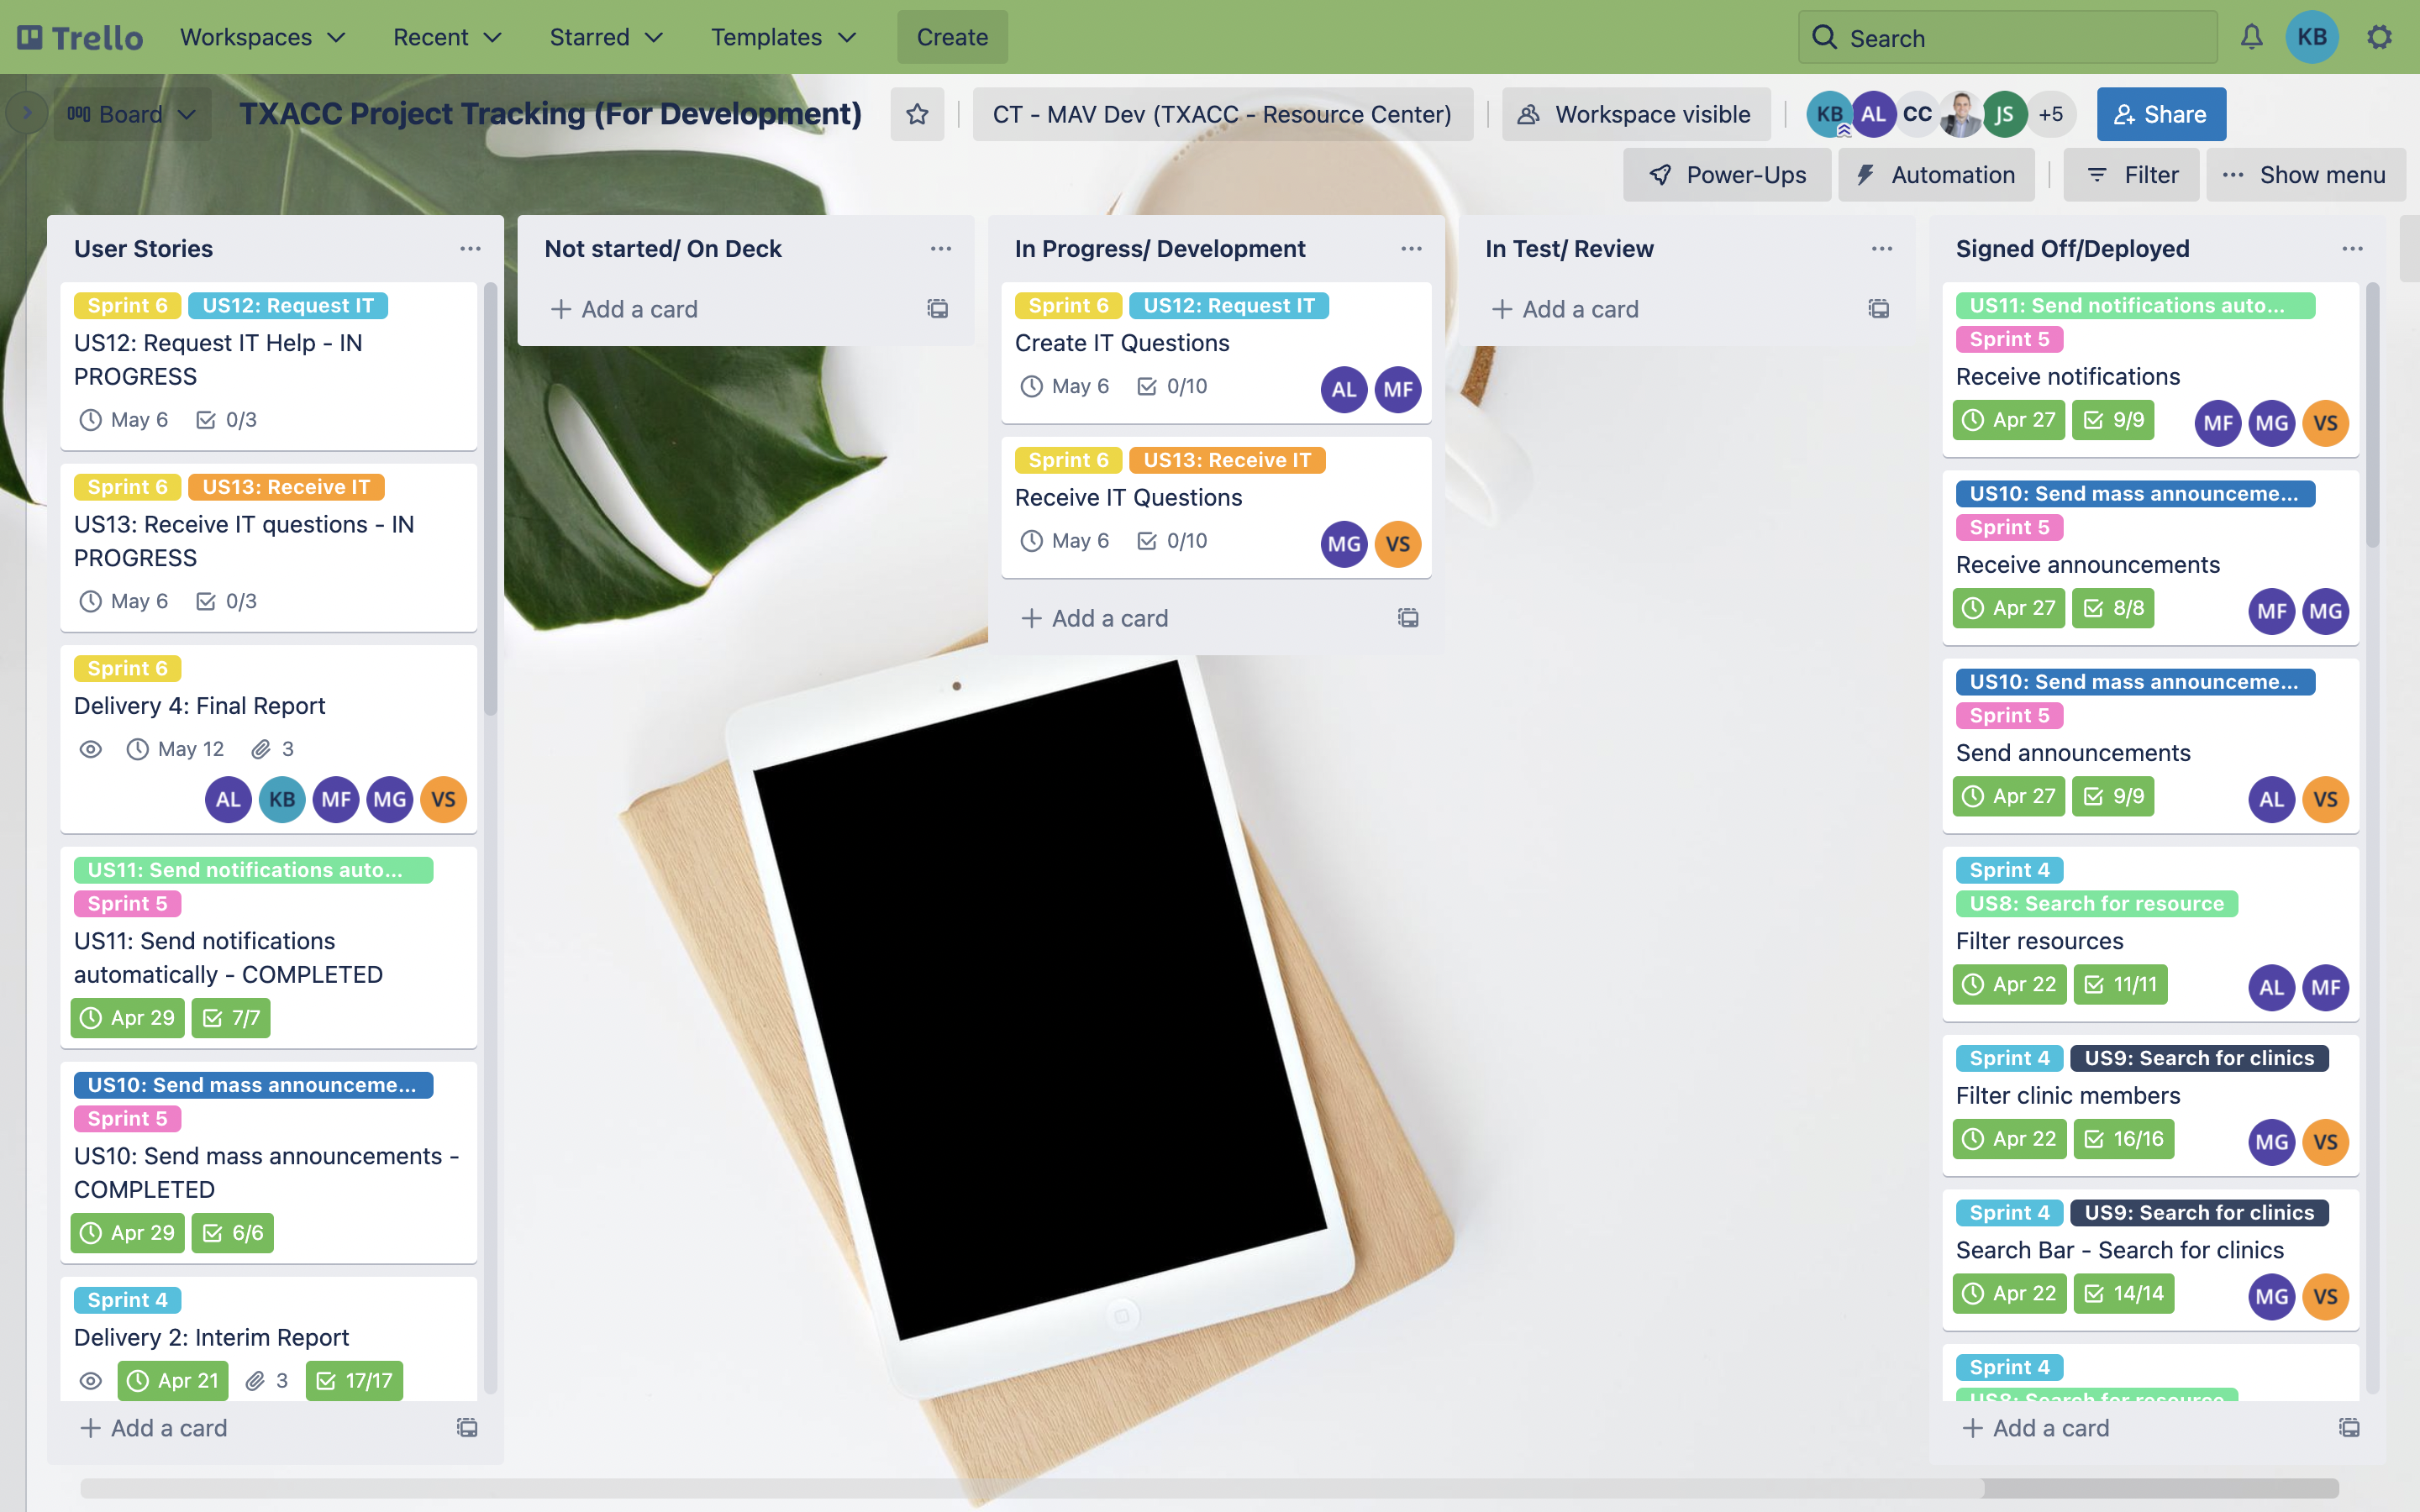 Trello Workspaces Recent Starred Templates Create Search KB
Board TXACC Project Tracking (For Development) CT - MAV Dev (TXACC - Resource Center) Workspace visible KB AL CC JS +5 Share
Power-Ups Automation Filter Show menu
User Stories
Sprint 6 US12: Request IT
US12: Request IT Help - IN
PROGRESS
May 6 0/3
Sprint 6 US13: Receive IT
US13: Receive IT questions - IN
PROGRESS
May 6 0/3
Sprint 6
Delivery 4: Final Report
May 12 3
AL KB MF MG VS
US11: Send notifications auto...
Sprint 5
US11: Send notifications
automatically - COMPLETED
Apr 29 7/7
US10: Send mass announceme...
Sprint 5
US10: Send mass announcements -
COMPLETED
Apr 29 6/6
Sprint 4
Delivery 2: Interim Report
Apr 21 3 17/17
Add a card
Not started/ On Deck
Add a card
In Progress/ Development
Sprint 6 US12: Request IT
Create IT Questions
May 6 0/10 AL MF
Sprint 6 US13: Receive IT
Receive IT Questions
May 6 0/10 MG VS
Add a card
In Test/ Review
Add a card
Signed Off/Deployed
US11: Send notifications auto...
Sprint 5
Receive notifications
Apr 27 9/9 MF MG VS
US10: Send mass announceme...
Sprint 5
Receive announcements
Apr 27 8/8 MF MG
US10: Send mass announceme...
Sprint 5
Send announcements
Apr 27 9/9 AL VS
Sprint 4
US8: Search for resource
Filter resources
Apr 22 11/11 AL MF
Sprint 4 US9: Search for clinics
Filter clinic members
Apr 22 16/16 MG VS
Sprint 4 US9: Search for clinics
Search Bar - Search for clinics
Apr 22 14/14 MG VS
Sprint 4
US8: Search for resource
Add a card